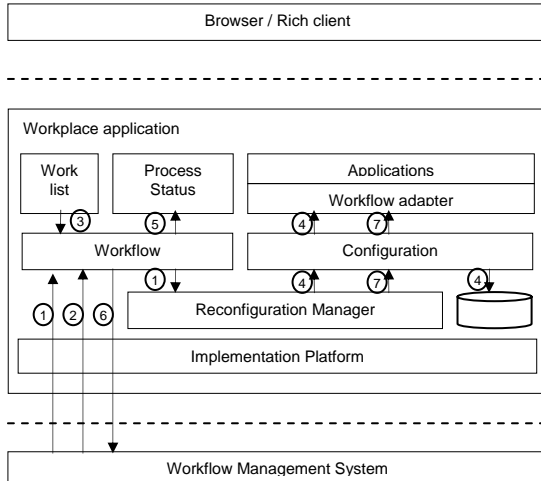 Browser / Rich client
Workplace application
Work
list
Process
Status
Applications
Workflow adapter
3
5
4
7
Workflow
Configuration
1
4
7
4
1
2
6
Reconfiguration Manager
Implementation Platform
Workflow Management System